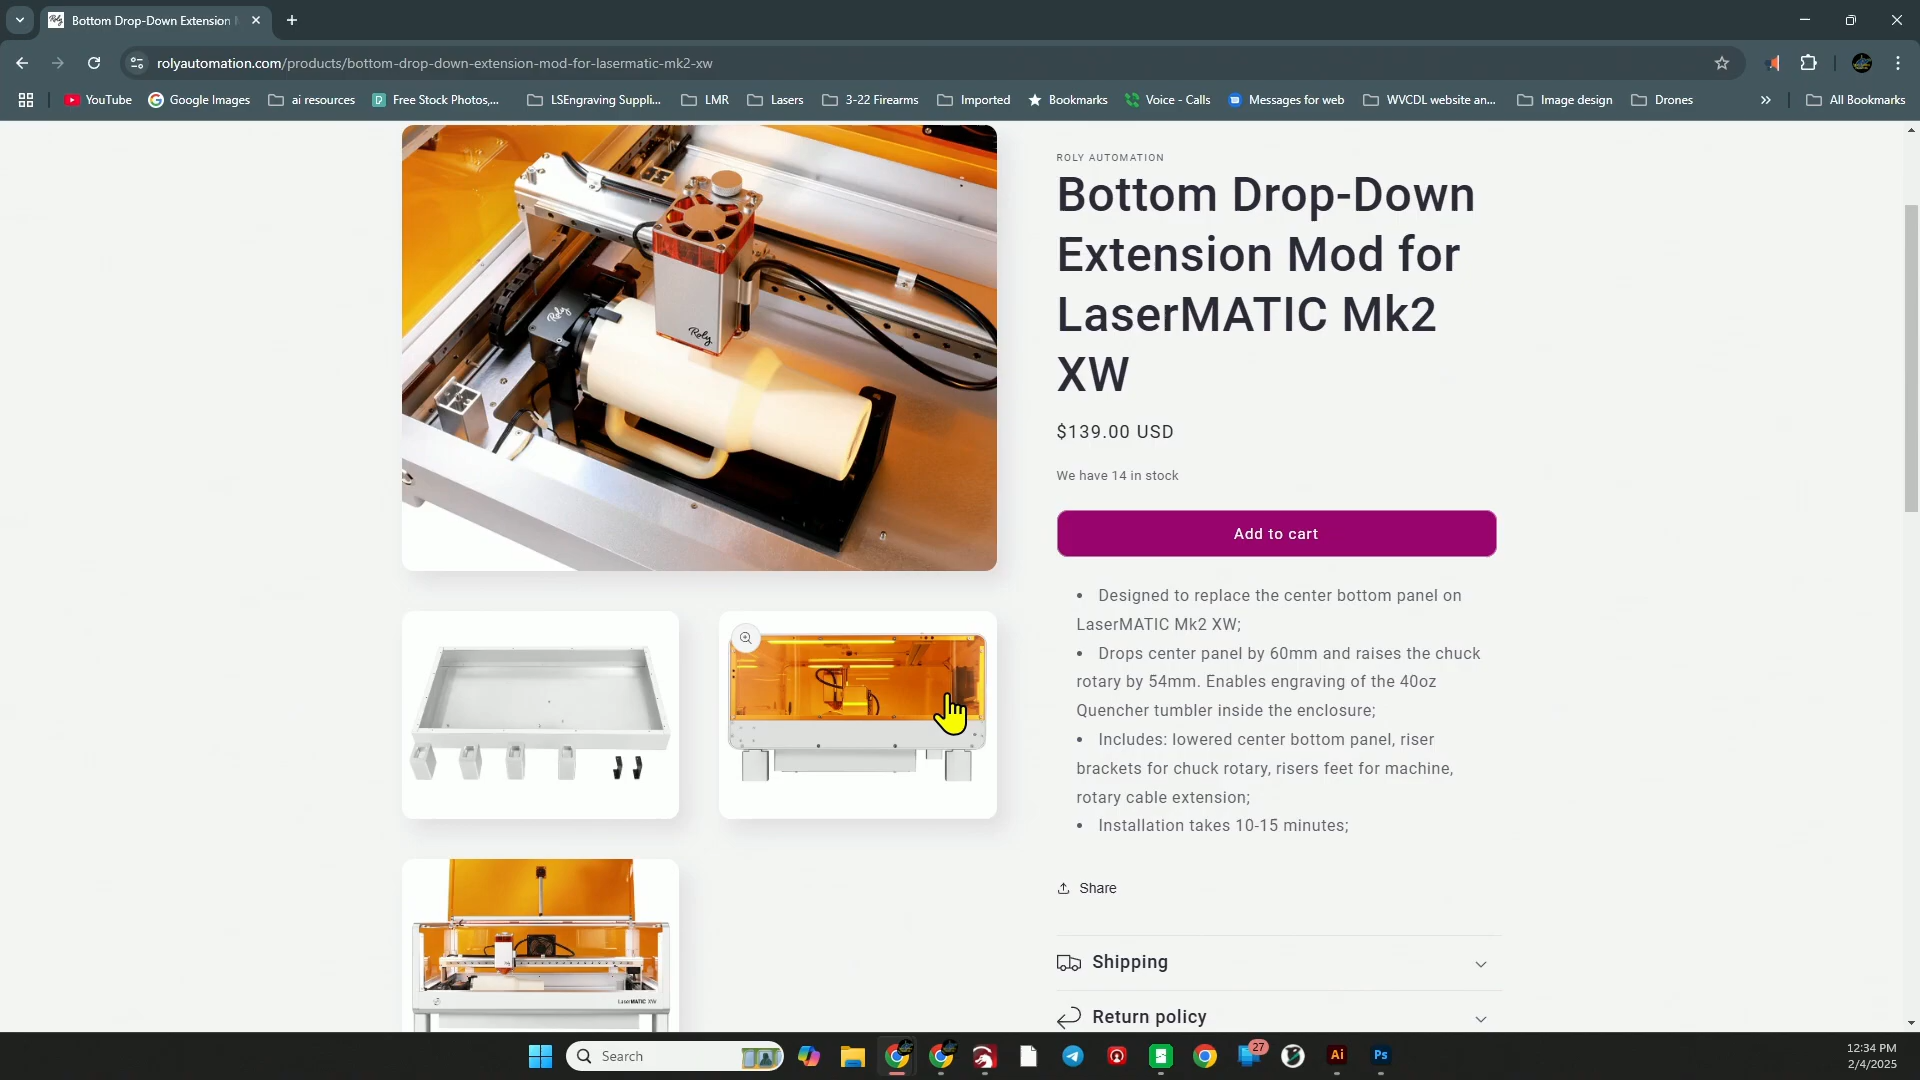 Bottom Drop-Down Extension
rolyautomation.com/products/bottom-drop-down-extension-mod-for-lasermatic-mk2-xw
YouTube
Google Images
ai resources
Free Stock Photos,...
LSEngraving Suppli...
LMR
Lasers
3-22 Firearms
Imported
Bookmarks
Voice - Calls
Messages for web
WVCDL website an...
Image design
Drones
All Bookmarks
ROLY AUTOMATION
Bottom Drop-Down
Extension Mod for
LaserMATIC Mk2
XW
$139.00 USD
We have 14 in stock
Add to cart
• Designed to replace the center bottom panel on
LaserMATIC Mk2 XW;
• Drops center panel by 60mm and raises the chuck
rotary by 54mm. Enables engraving of the 40oz
Quencher tumbler inside the enclosure;
• Includes: lowered center bottom panel, riser
brackets for chuck rotary, risers feet for machine,
rotary cable extension;
• Installation takes 10-15 minutes;
Share
Shipping
Return policy
Roly
Roly
LaserMATIC XW
Search
27
Ai
Ps
12:34 PM
2/4/2025